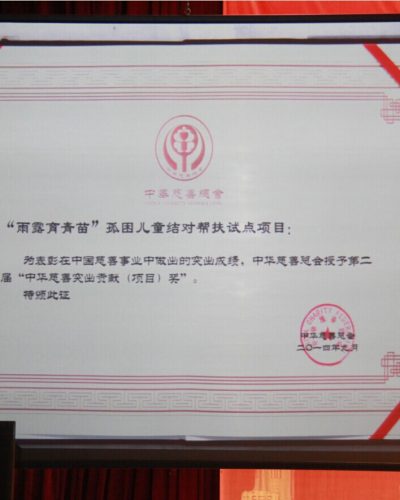 中华慈善總會
“雨露育青苗”孤困儿童结对帮扶试点项目：
为表彰在中国慈善事业中做出的突出成绩，中华慈善总会授予第二
届“中华慈善突出贡献（项目）奖”。
特颁此证
中华慈善总会
二〇一四年九月